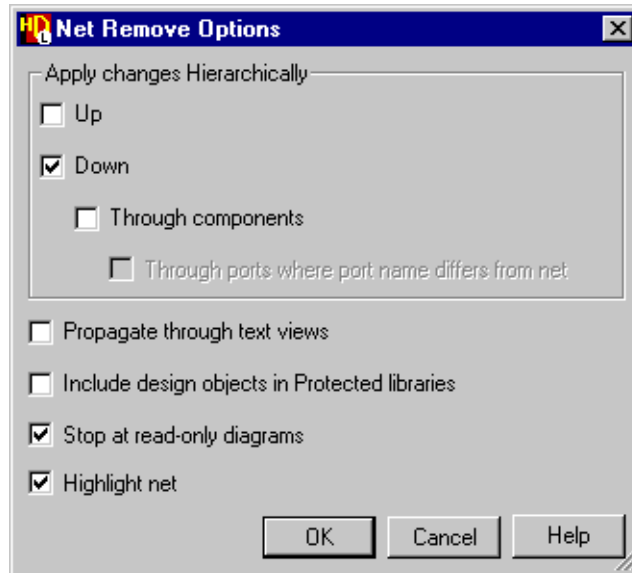 HDL Net Remove Options
Apply changes Hierarchically
Up
Down
Through components
Through ports where port name differs from net
Propagate through text views
Include design objects in Protected libraries
Stop at read-only diagrams
Highlight net
OK Cancel Help